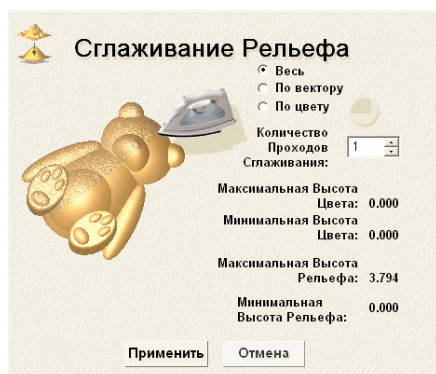 Сглаживание Рельефа
Весь
По вектору
По цвету
Количество
Проходов
Сглаживания:
1
Максимальная Высота
Цвета: 0.000
Минимальная Высота
Цвета: 0.000
Максимальная Высота
Рельефа: 3.794
Минимальная
Высота Рельефа: 0.000
Применить Отмена